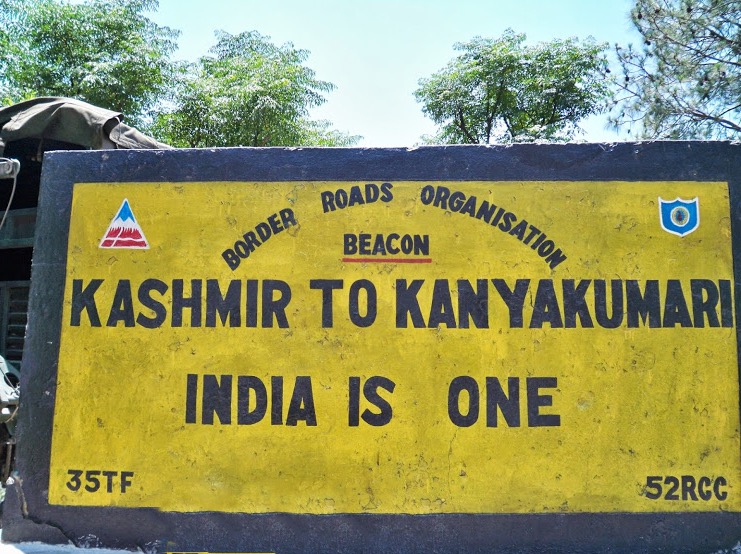 BORDER ROADS ORGANISATION
BEACON
KASHMIR TO KANYAKUMARI
INDIA IS ONE
35TF 52RCC